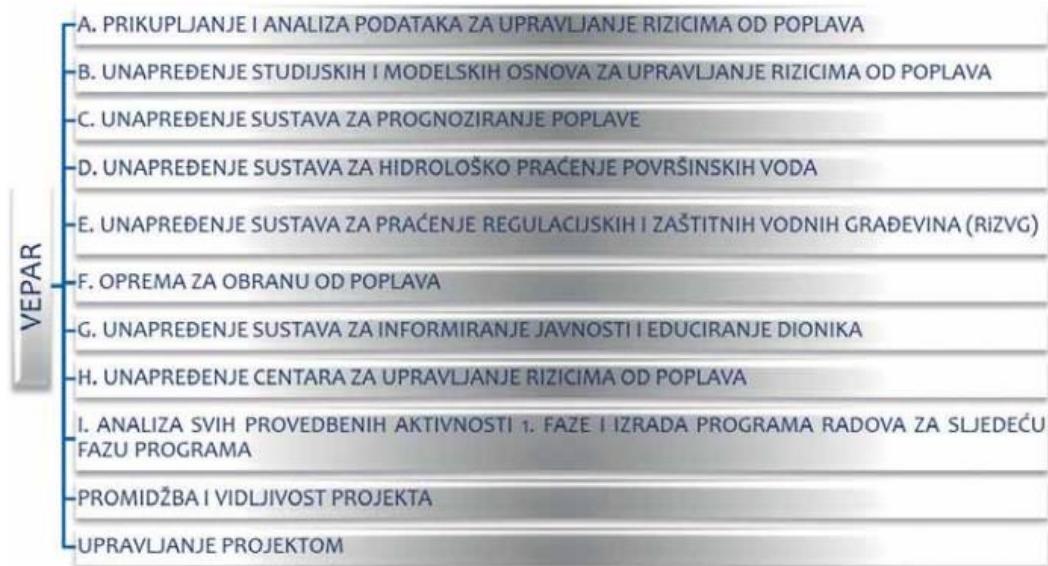 VEPAR
A. PRIKUPLJANJE I ANALIZA PODATAKA ZA UPRAVLJANJE RIZICIMA OD POPLAVA
B. UNAPREĐENJE STUDIJSKIH I MODELSKIH OSNOVA ZA UPRAVLJANJE RIZICIMA OD POPLAVA
C. UNAPREĐENJE SUSTAVA ZA PROGNOZIRANJE POPLAVE
D. UNAPREĐENJE SUSTAVA ZA HIDROLOŠKO PRAĆENJE POVRŠINSKIH VODA
E. UNAPREĐENJE SUSTAVA ZA PRAĆENJE REGULACIJSKIH I ZAŠTITNIH VODNIH GRAĐEVINA (RiZVG)
F. OPREMA ZA OBRANU OD POPLAVA
G. UNAPREĐENJE SUSTAVA ZA INFORMIRANJE JAVNOSTI I EDUCIRANJE DIONIKA
H. UNAPREĐENJE CENTARA ZA UPRAVLJANJE RIZICIMA OD POPLAVA
I. ANALIZA SVIH PROVEDBENIH AKTIVNOSTI 1. FAZE I IZRADA PROGRAMA RADOVA ZA SLJEDEĆU
FAZU PROGRAMA
PROMIDŽBA I VIDLJIVOST PROJEKTA
UPRAVLJANJE PROJEKTOM